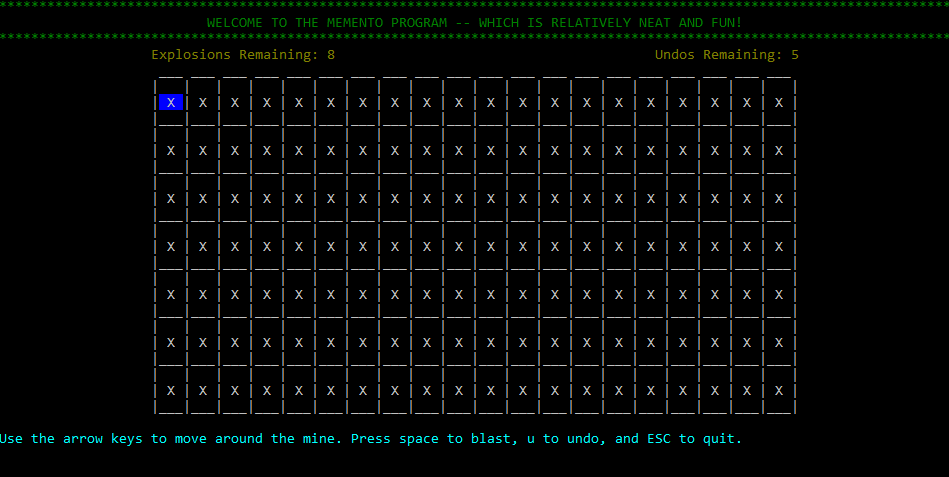 ***********************************************************************************************************************
WELCOME TO THE MEMENTO PROGRAM -- WHICH IS RELATIVELY NEAT AND FUN!
***********************************************************************************************************************
Explosions Remaining: 8 Undos Remaining: 5
| X | X | X | X | X | X | X | X | X | X | X | X | X | X | X | X | X | X | X | X |
| X | X | X | X | X | X | X | X | X | X | X | X | X | X | X | X | X | X | X | X |
| X | X | X | X | X | X | X | X | X | X | X | X | X | X | X | X | X | X | X | X |
| X | X | X | X | X | X | X | X | X | X | X | X | X | X | X | X | X | X | X | X |
| X | X | X | X | X | X | X | X | X | X | X | X | X | X | X | X | X | X | X | X |
| X | X | X | X | X | X | X | X | X | X | X | X | X | X | X | X | X | X | X | X |
| X | X | X | X | X | X | X | X | X | X | X | X | X | X | X | X | X | X | X | X |
Use the arrow keys to move around the mine. Press space to blast, u to undo, and ESC to quit.